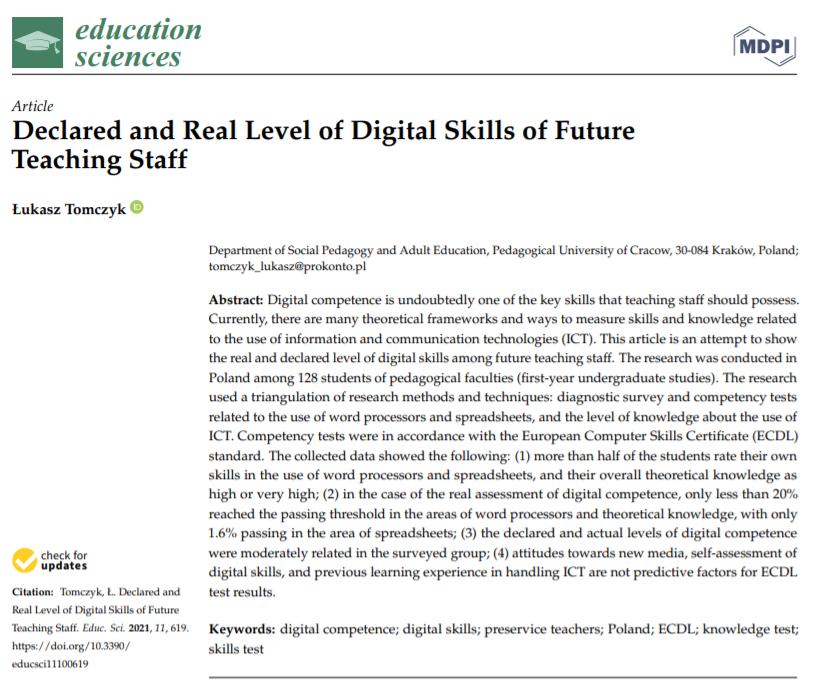 education
sciences
MDPI
Article
Declared and Real Level of Digital Skills of Future
Teaching Staff
Łukasz Tomczyk iD
Department of Social Pedagogy and Adult Education, Pedagogical University of Cracow, 30-084 Kraków, Poland;
tomczyk_lukasz@prokonto.pl
Abstract: Digital competence is undoubtedly one of the key skills that teaching staff should possess.
Currently, there are many theoretical frameworks and ways to measure skills and knowledge related
to the use of information and communication technologies (ICT). This article is an attempt to show
the real and declared level of digital skills among future teaching staff. The research was conducted in
Poland among 128 students of pedagogical faculties (first-year undergraduate studies). The research
used a triangulation of research methods and techniques: diagnostic survey and competency tests
related to the use of word processors and spreadsheets, and the level of knowledge about the use of
ICT. Competency tests were in accordance with the European Computer Skills Certificate (ECDL)
standard. The collected data showed the following: (1) more than half of the students rate their own
skills in the use of word processors and spreadsheets, and their overall theoretical knowledge as
high or very high; (2) in the case of the real assessment of digital competence, only less than 20%
reached the passing threshold in the areas of word processors and theoretical knowledge, with only
1.6% passing in the area of spreadsheets; (3) the declared and actual levels of digital competence
were moderately related in the surveyed group; (4) attitudes towards new media, self-assessment of
digital skills, and previous learning experience in handling ICT are not predictive factors for ECDL
test results.
Keywords: digital competence; digital skills; preservice teachers; Poland; ECDL; knowledge test;
skills test
check for
updates
Citation: Tomczyk, Ł. Declared and
Real Level of Digital Skills of Future
Teaching Staff. Educ. Sci. 2021, 11, 619.
https://doi.org/10.3390/
educsci11100619